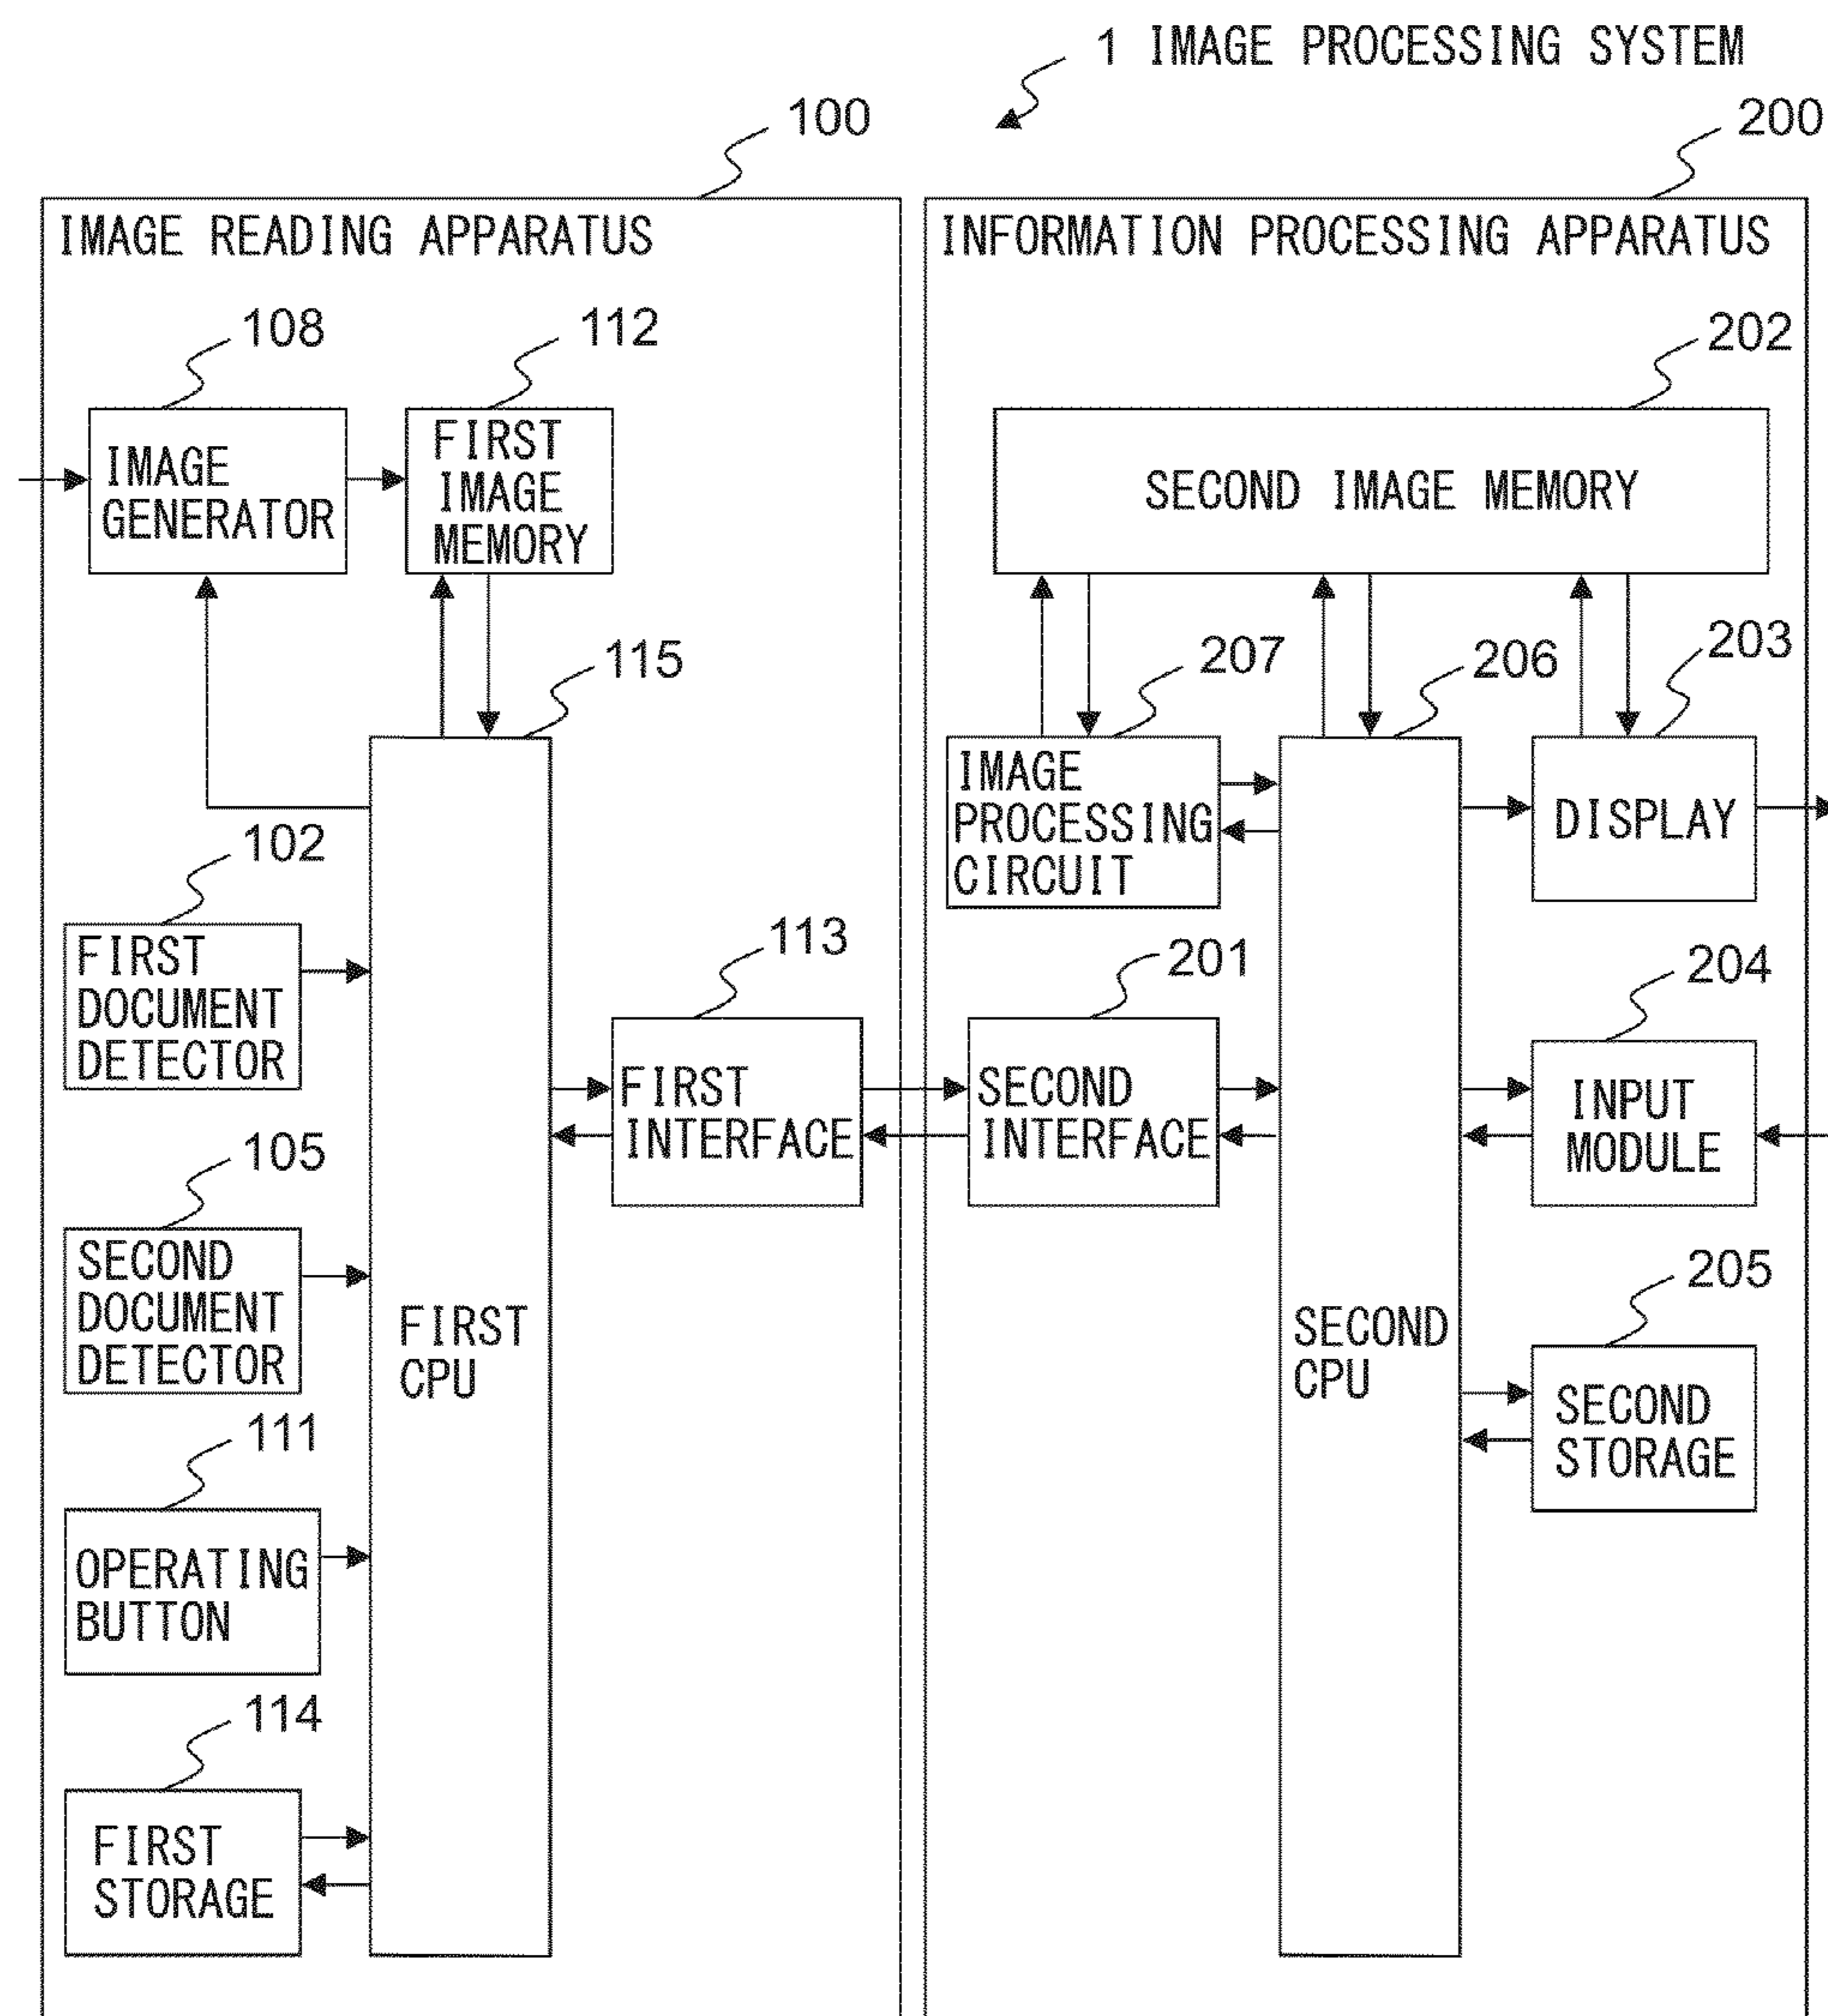 1 IMAGE PROCESSING SYSTEM
100
200
IMAGE READING APPARATUS
INFORMATION PROCESSING APPARATUS
108
112
202
IMAGE
GENERATOR
FIRST
IMAGE
MEMORY
SECOND IMAGE MEMORY
115
207
206
203
IMAGE
PROCESSING
CIRCUIT
DISPLAY
102
FIRST
DOCUMENT
DETECTOR
113
201
204
FIRST
INTERFACE
SECOND
INTERFACE
INPUT
MODULE
105
SECOND
DOCUMENT
DETECTOR
205
FIRST
CPU
SECOND
CPU
SECOND
STORAGE
111
OPERATING
BUTTON
114
FIRST
STORAGE